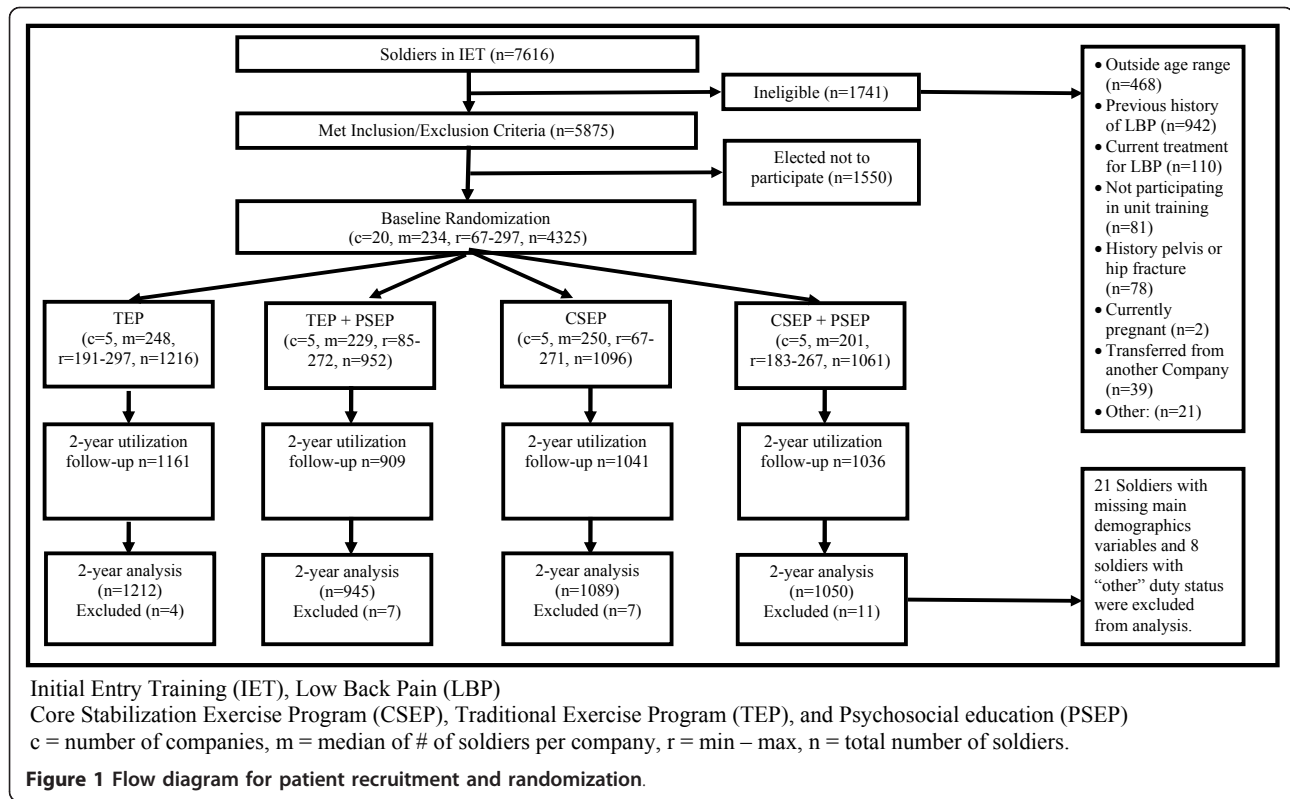 Soldiers in IET (n=7616)
Ineligible (n=1741)
• Outside age range
(n=468)
• Previous history
of LBP (n=942)
• Current treatment
for LBP (n=110)
• Not participating
in unit training
(n=81)
• History pelvis or
hip fracture
(n=78)
• Currently
pregnant (n=2)
• Transferred from
another Company
(n=39)
• Other: (n=21)
Met Inclusion/Exclusion Criteria (n=5875)
Elected not to
participate (n=1550)
Baseline Randomization
(c=20, m=234, r=67-297, n=4325)
TEP
(c=5, m=248,
r=191-297, n=1216)
TEP + PSEP
(c=5, m=229, r=85-
272, n=952)
CSEP
(c=5, m=250, r=67-
271, n=1096)
CSEP + PSEP
(c=5, m=201,
r=183-267, n=1061)
2-year utilization
follow-up n=1161
2-year utilization
follow-up n=909
2-year utilization
follow-up n=1041
2-year utilization
follow-up n=1036
2-year analysis
(n=1212)
Excluded (n=4)
2-year analysis
(n=945)
Excluded (n=7)
2-year analysis
(n=1089)
Excluded (n=7)
2-year analysis
(n=1050)
Excluded (n=11)
21 Soldiers with
missing main
demographics
variables and 8
soldiers with
“other” duty status
were excluded
from analysis.
Initial Entry Training (IET), Low Back Pain (LBP)
Core Stabilization Exercise Program (CSEP), Traditional Exercise Program (TEP), and Psychosocial education (PSEP)
c = number of companies, m = median of # of soldiers per company, r = min – max, n = total number of soldiers.
Figure 1 Flow diagram for patient recruitment and randomization.